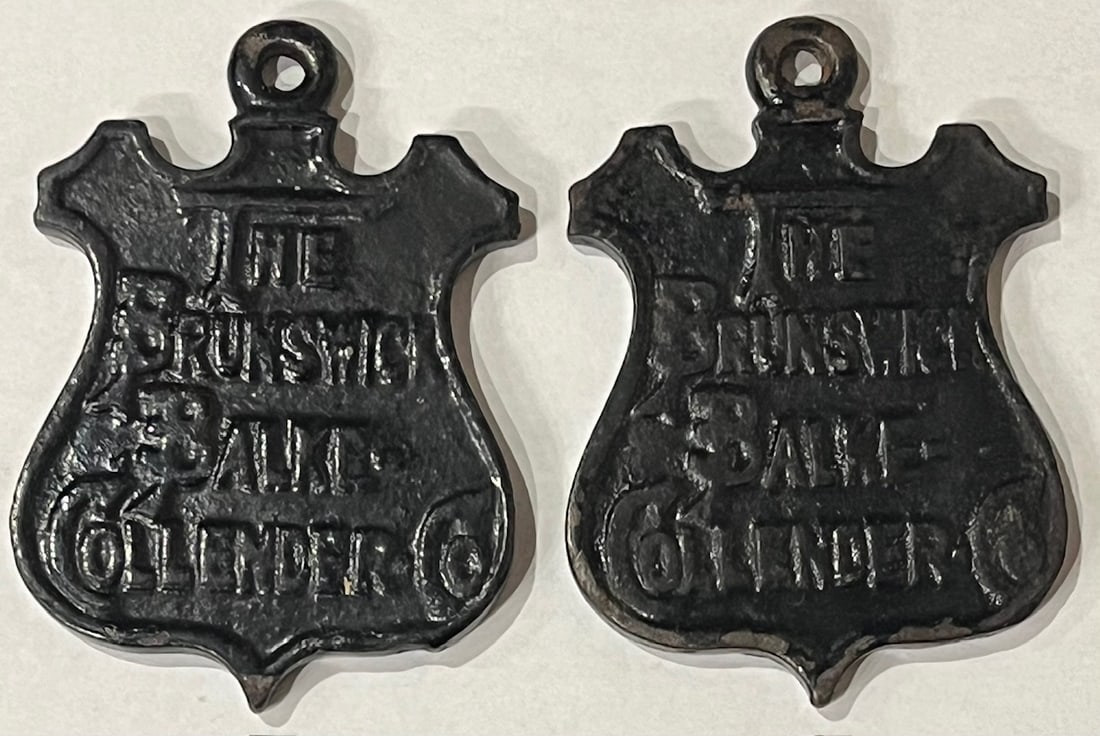 THE
BRUNSWICK
BALKE-
COLLENDER CO
THE
BRUNSWICK
BALKE-
COLLENDER CO